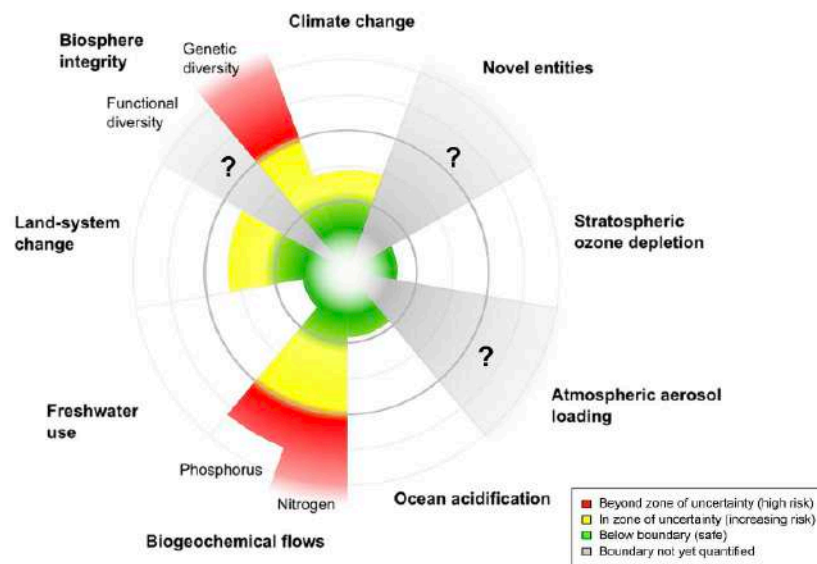 Climate change
Biosphere
integrity
Genetic
diversity
Novel entities
Functional
diversity
?
?
Land-system
change
Stratospheric
ozone depletion
?
Freshwater
use
Atmospheric aerosol
loading
Phosphorus
Nitrogen
Ocean acidification
Biogeochemical flows
Beyond zone of uncertainty (high risk)
In zone of uncertainty (increasing risk)
Below boundary (safe)
Boundary not yet quantified